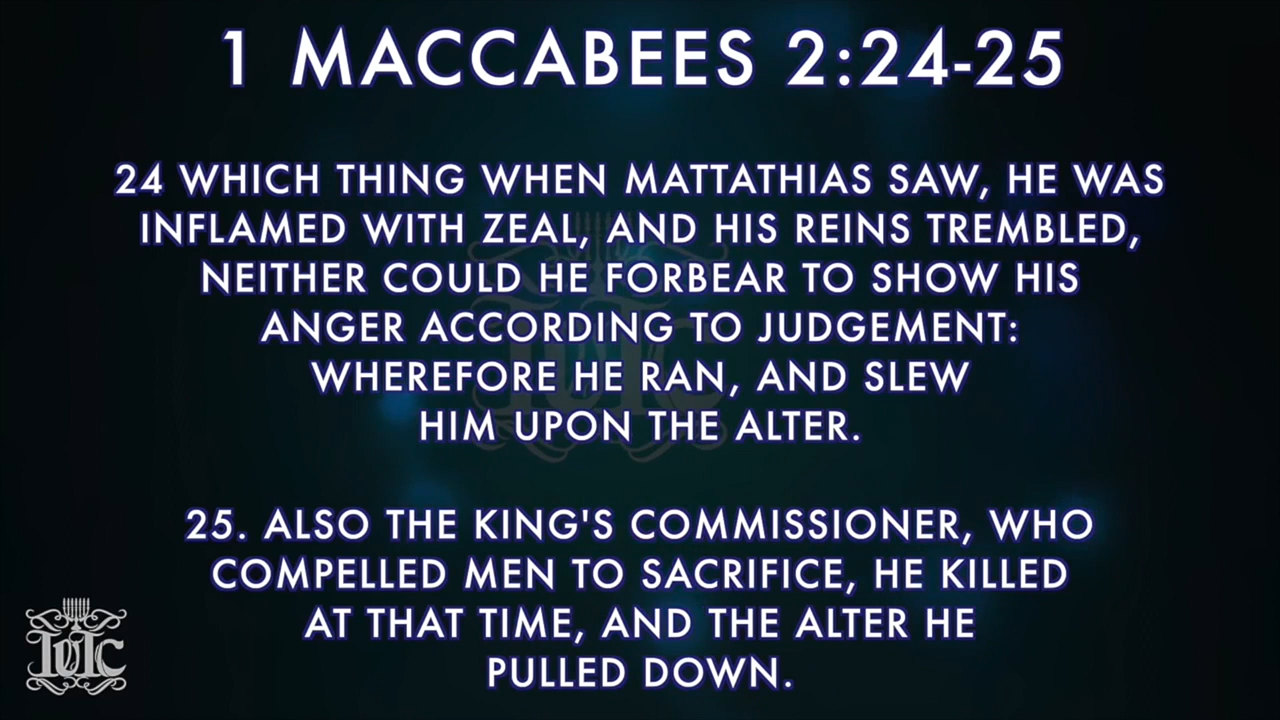 1 MACCABEES 2:24-25
24 WHICH THING WHEN MATTATHIAS SAW, HE WAS
INFLAMED WITH ZEAL, AND HIS REINS TREMBLED,
NEITHER COULD HE FORBEAR TO SHOW HIS
ANGER ACCORDING TO JUDGEMENT:
WHEREFORE HE RAN, AND SLEW
HIM UPON THE ALTER.
25. ALSO THE KING'S COMMISSIONER, WHO
COMPELLED MEN TO SACRIFICE, HE KILLED
AT THAT TIME, AND THE ALTER HE
PULLED DOWN.
IUIC